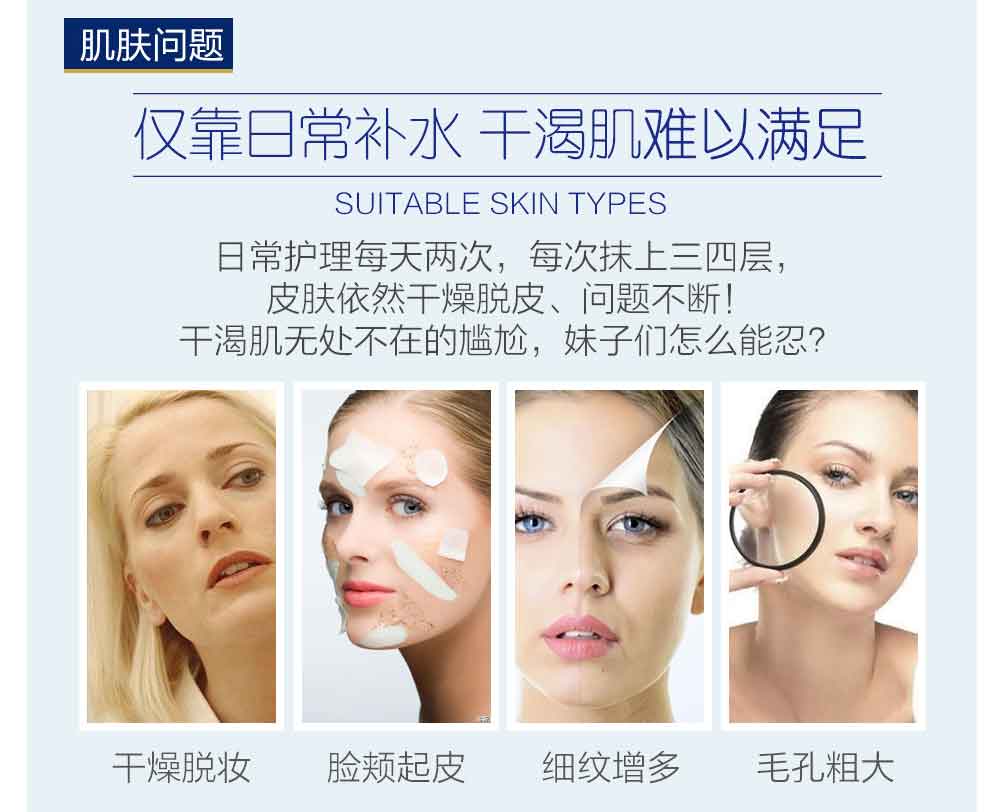 肌肤问题
仅靠日常补水 干渴肌难以满足
SUITABLE SKIN TYPES
日常护理每天两次，每次抹上三四层，
皮肤依然干燥脱皮、问题不断！
干渴肌无处不在的尴尬，妹子们怎么能忍？
干燥脱妆
脸颊起皮
细纹增多
毛孔粗大